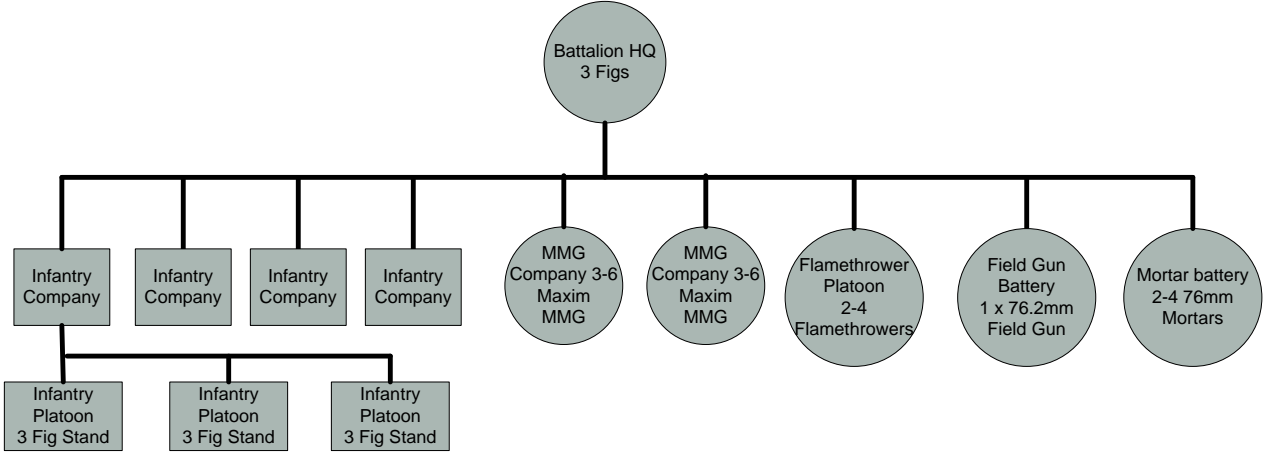 Battalion HQ
3 Figs
Infantry
Company
Infantry
Company
Infantry
Company
Infantry
Company
MMG
Company 3-6
Maxim
MMG
MMG
Company 3-6
Maxim
MMG
Flamethrower
Platoon
2-4
Flamethrowers
Field Gun
Battery
1 x 76.2mm
Field Gun
Mortar battery
2-4 76mm
Mortars
Infantry
Platoon
3 Fig Stand
Infantry
Platoon
3 Fig Stand
Infantry
Platoon
3 Fig Stand